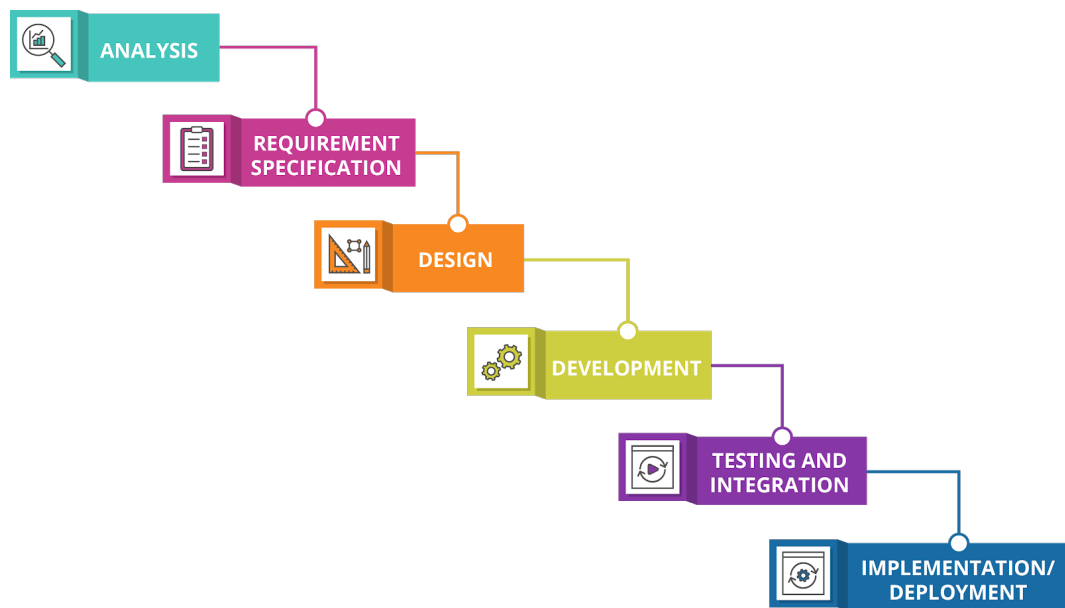 ANALYSIS
REQUIREMENT
SPECIFICATION
DESIGN
DEVELOPMENT
TESTING AND
INTEGRATION
IMPLEMENTATION/
DEPLOYMENT